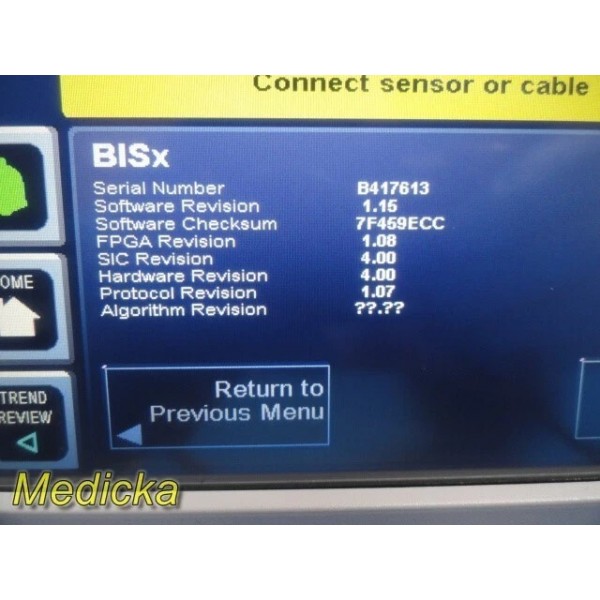 Connect sensor or cable
BISx
Serial Number B417613
Software Revision 1.15
Software Checksum 7F459ECC
FPGA Revision 1.08
SIC Revision 4.00
Hardware Revision 4.00
Protocol Revision 1.07
Algorithm Revision ??.??
OME
Return to
Previous Menu
TREND
REVIEW
Medicka